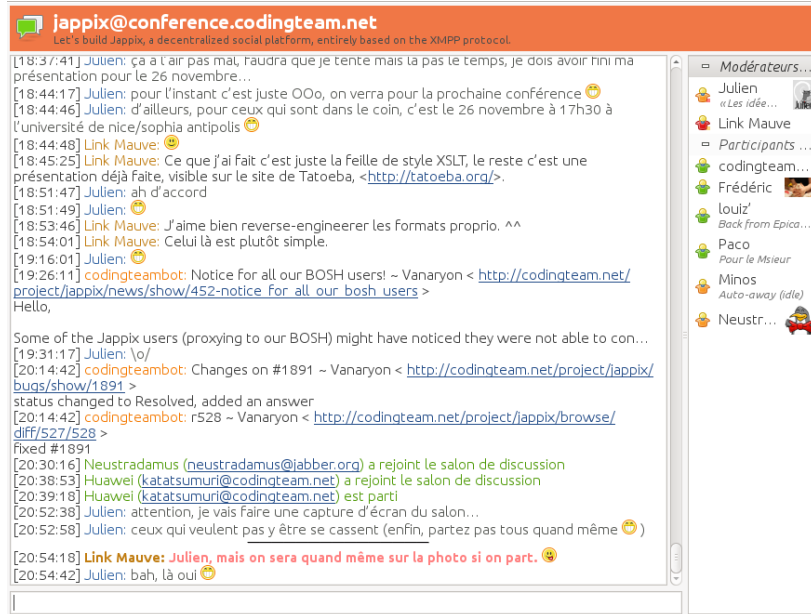 jappix@conference.codingteam.net
Let's build Jappix, a decentralized social platform, entirely based on the XMPP protocol.
[18:37:41] Julien: ça a l'air pas mal, faudra que je tente mais là pas le temps, je dois avoir fini ma
présentation pour le 26 novembre…
[18:44:17] Julien: pour l'instant c'est juste OOo, on verra pour la prochaine conférence
[18:44:46] Julien: d'ailleurs, pour ceux qui sont dans le coin, c'est le 26 novembre à 17h30 à
l'université de nice/sophia antipolis
[18:44:48] Link Mauve:
[18:45:25] Link Mauve: Ce que j'ai fait c'est juste la feille de style XSLT, le reste c'est une
présentation déjà faite, visible sur le site de Tatoeba, <http://tatoeba.org/>.
[18:51:47] Julien: ah d'accord
[18:51:49] Julien:
[18:53:46] Link Mauve: J'aime bien reverse-engineerer les formats proprio. ^^
[18:54:01] Link Mauve: Celui là est plutôt simple.
[19:16:01] Julien:
[19:26:11] codingteambot: Notice for all our BOSH users! ~ Vanaryon < http://codingteam.net/
project/jappix/news/show/452-notice_for_all_our_bosh_users >
Hello,
Some of the Jappix users (proxying to our BOSH) might have noticed they were not able to con…
[19:31:17] Julien: \o/
[20:14:42] codingteambot: Changes on #1891 ~ Vanaryon < http://codingteam.net/project/jappix/
bugs/show/1891 >
status changed to Resolved, added an answer
[20:14:42] codingteambot: r528 ~ Vanaryon < http://codingteam.net/project/jappix/browse/
diff/527/528 >
fixed #1891
[20:30:16] Neustradamus (neustradamus@jabber.org) a rejoint le salon de discussion
[20:38:53] Huawei (katatsumuri@codingteam.net) a rejoint le salon de discussion
[20:39:18] Huawei (katatsumuri@codingteam.net) est parti
[20:52:38] Julien: attention, je vais faire une capture d'écran du salon…
[20:52:58] Julien: ceux qui veulent pas y être se cassent (enfin, partez pas tous quand même )
[20:54:18] Link Mauve: Julien, mais on sera quand même sur la photo si on part.
[20:54:42] Julien: bah, là oui
Modérateurs…
Julien
«Les idée…
Link Mauve
Participants …
codingteam…
Frédéric
louiz'
Back from Epica…
Paco
Pour le Msieur
Minos
Auto-away (idle)
Neustr…